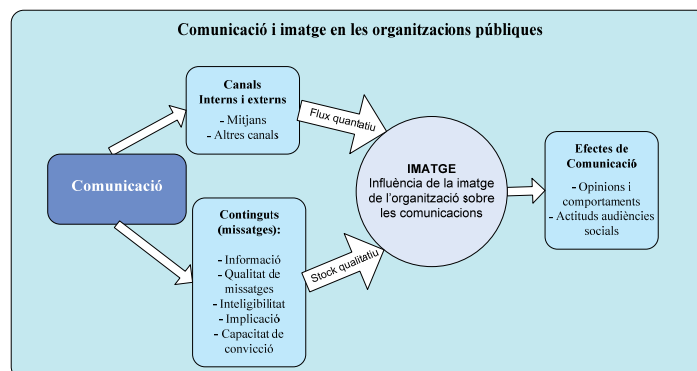 Comunicació i imatge en les organitzacions públiques
Canals
Interns i externs
- Mitjans
- Altres canals
Flux quantatiu
Comunicació
Continguts
(missatges):
- Informació
- Qualitat de
missatges
- Inteligibilitat
- Implicació
- Capacitat de
convicció
Stock qualitatiu
IMATGE
Influència de la imatge
de l'organització sobre
les comunicacions
Efectes de
Comunicació
- Opinions i
comportaments
- Actituds audiències
socials